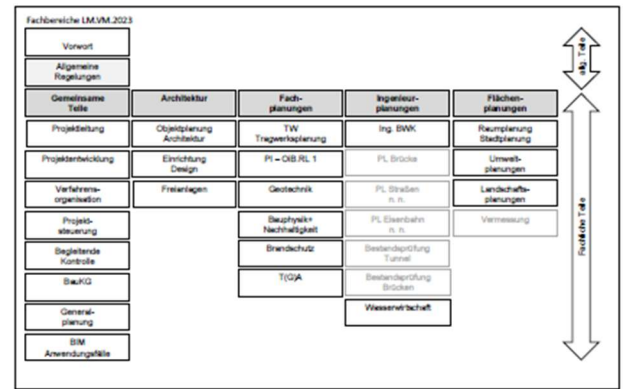 Fachbereiche LM.VM.2023
Vorwort
Allgemeine
Regelungen
allg. Teile
Gemeinsame
Teile
Architektur
Fach-
planungen
Ingenieur-
planungen
Flächen-
planungen
Projektleitung
Objektplanung
Architektur
TW
Tragwerksplanung
Ing. BWK
Raumplanung
Stadtplanung
Projektentwicklung
Einrichtung
Design
PI – OIB.RL 1
PL Brücke
Umwelt-
planungen
Verfahrens-
organisation
Freianlagen
Geotechnik
PL Straßen
n. n.
Landschafts-
planungen
Projekt-
steuerung
Bauphysik+
Nachhaltigkeit
PL Eisenbahn
n. n.
Vermessung
Begleitende
Kontrolle
Brandschutz
Bestandsprüfung
Tunnel
BauKG
T(G)A
Bestandsprüfung
Brücken
General-
planung
Wasserwirtschaft
BIM
Anwendungsfälle
Fachliche Teile